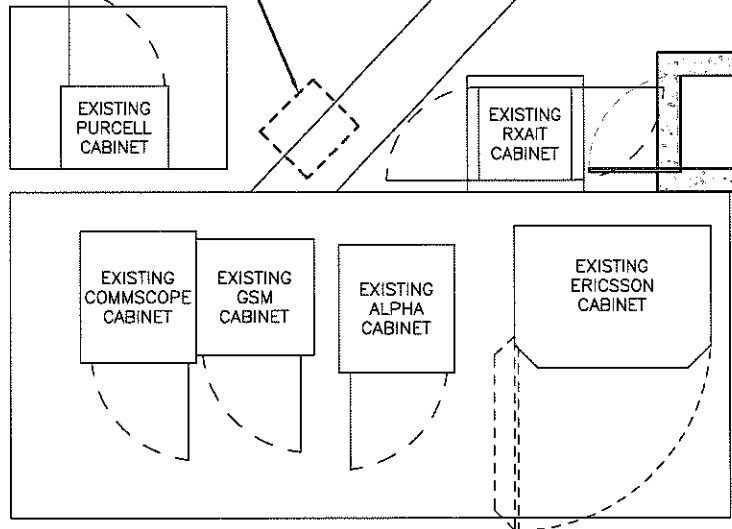 EXISTING
PURCELL
CABINET
EXISTING
RXAIT
CABINET
EXISTING
COMMSCOPE
CABINET
EXISTING
GSM
CABINET
EXISTING
ALPHA
CABINET
EXISTING
ERICSSON
CABINET